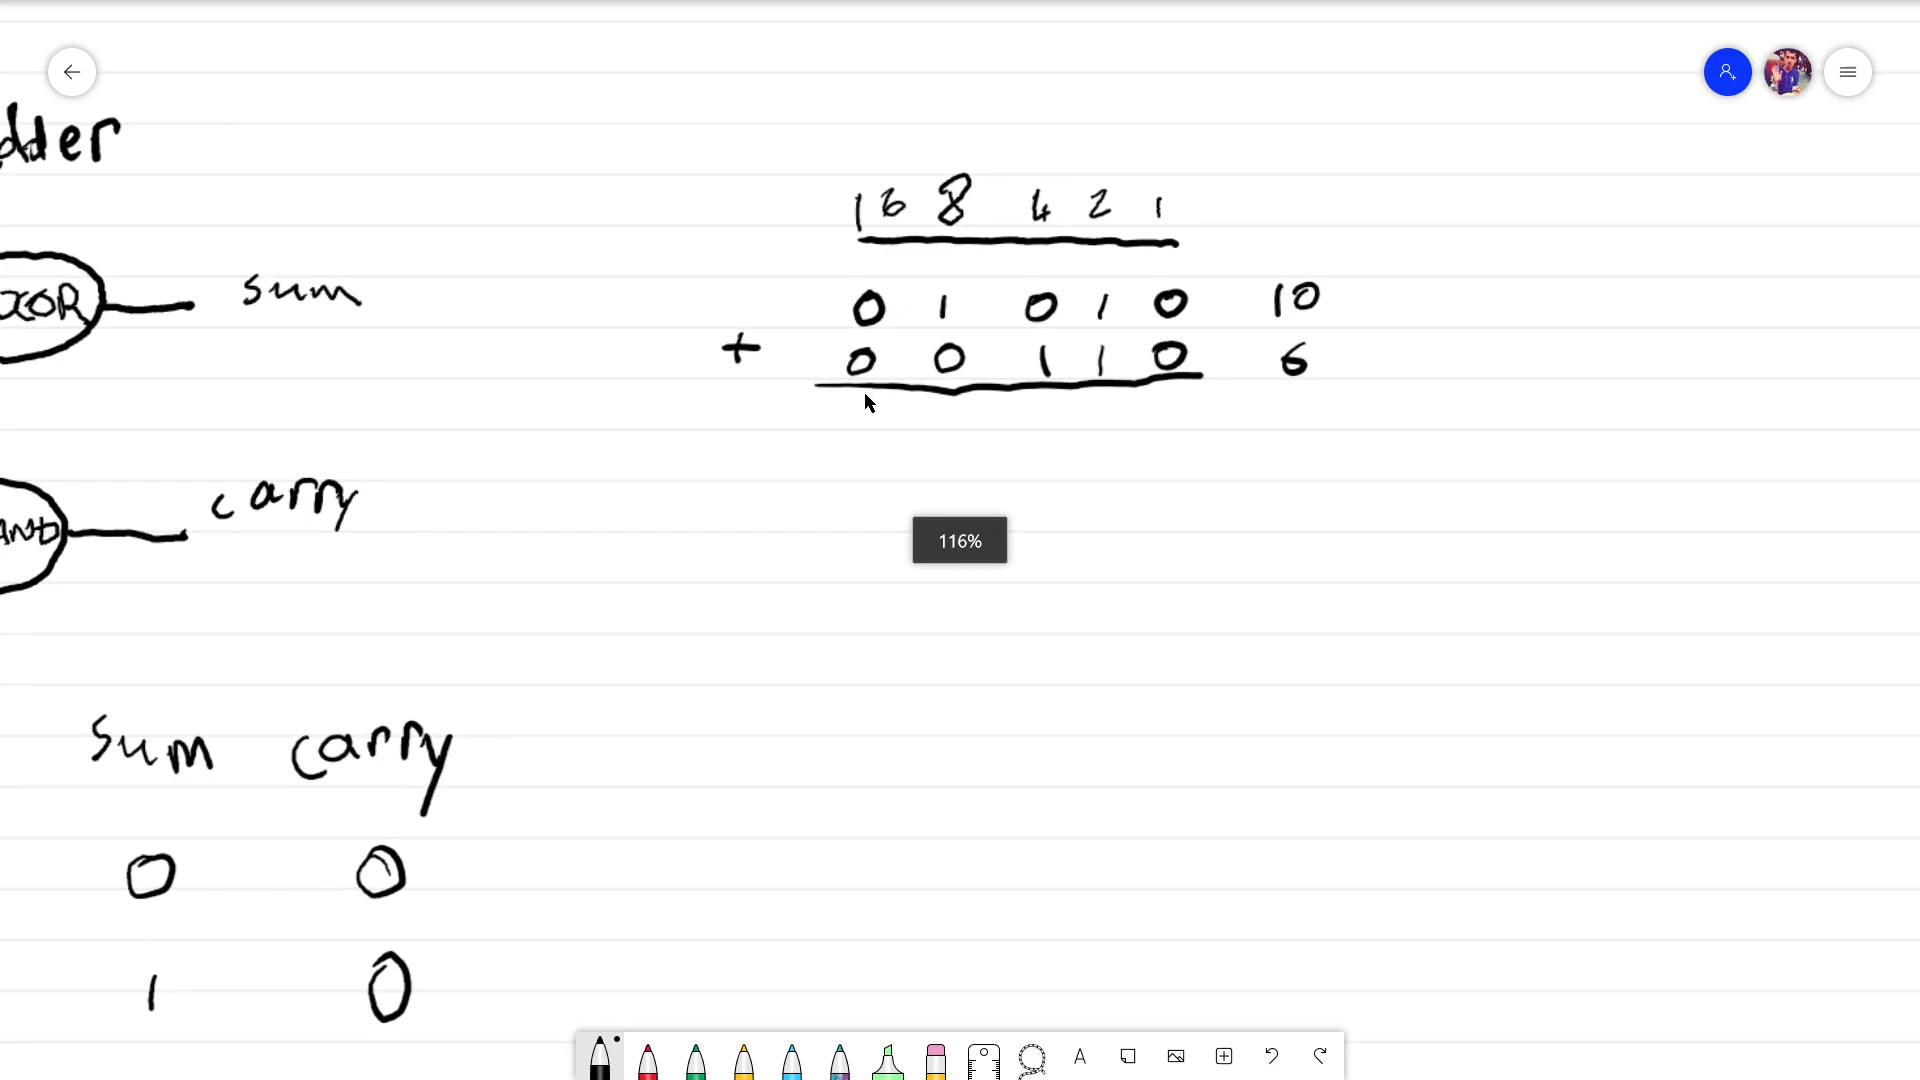 dder
16 8 4 2 1
XOR sum
0 1 0 1 0 10
+ 0 0 1 1 0 6
AND carry
116%
sum carry
0 0
1 0
A